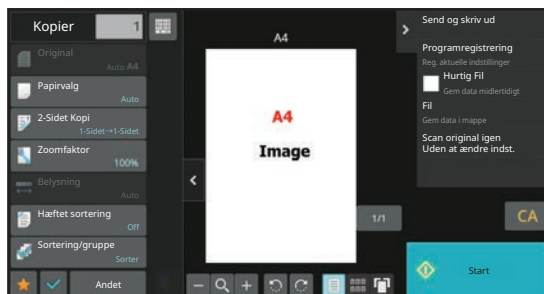 Kopier
1
Original
Auto A4
Papirvalg
Auto
2-Sidet Kopi
1-Sidet→1-Sidet
Zoomfaktor
100%
Belysning
Auto
Hæftet sortering
Off
Sortering/gruppe
Sorter
Andet
A4
A4
Image
1/1
Send og skriv ud
Programregistrering
Reg. aktuelle indstillinger
Hurtig Fil
Gem data midlertidigt
Fil
Gem data i mappe
Scan original igen
Uden at ændre indst.
CA
Start